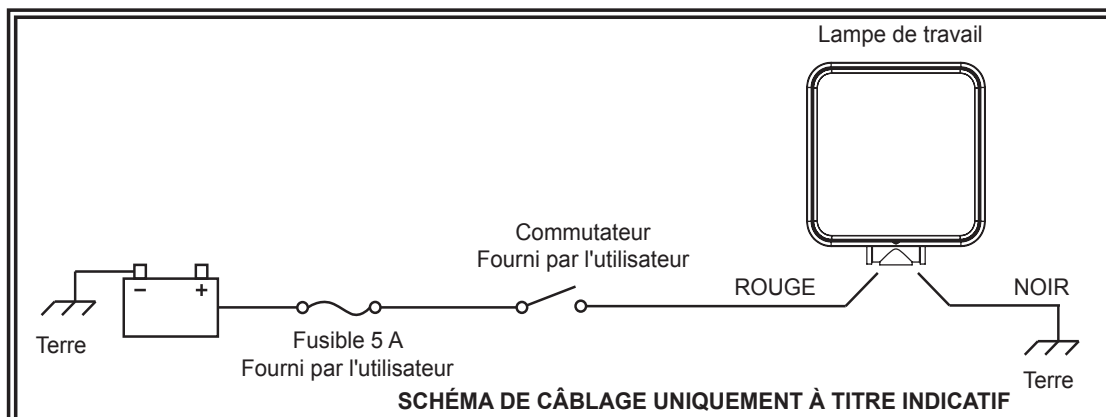 Lampe de travail
Commutateur
Fourni par l'utilisateur
ROUGE
NOIR
− +
Terre
Fusible 5 A
Fourni par l'utilisateur
Terre
SCHÉMA DE CÂBLAGE UNIQUEMENT À TITRE INDICATIF